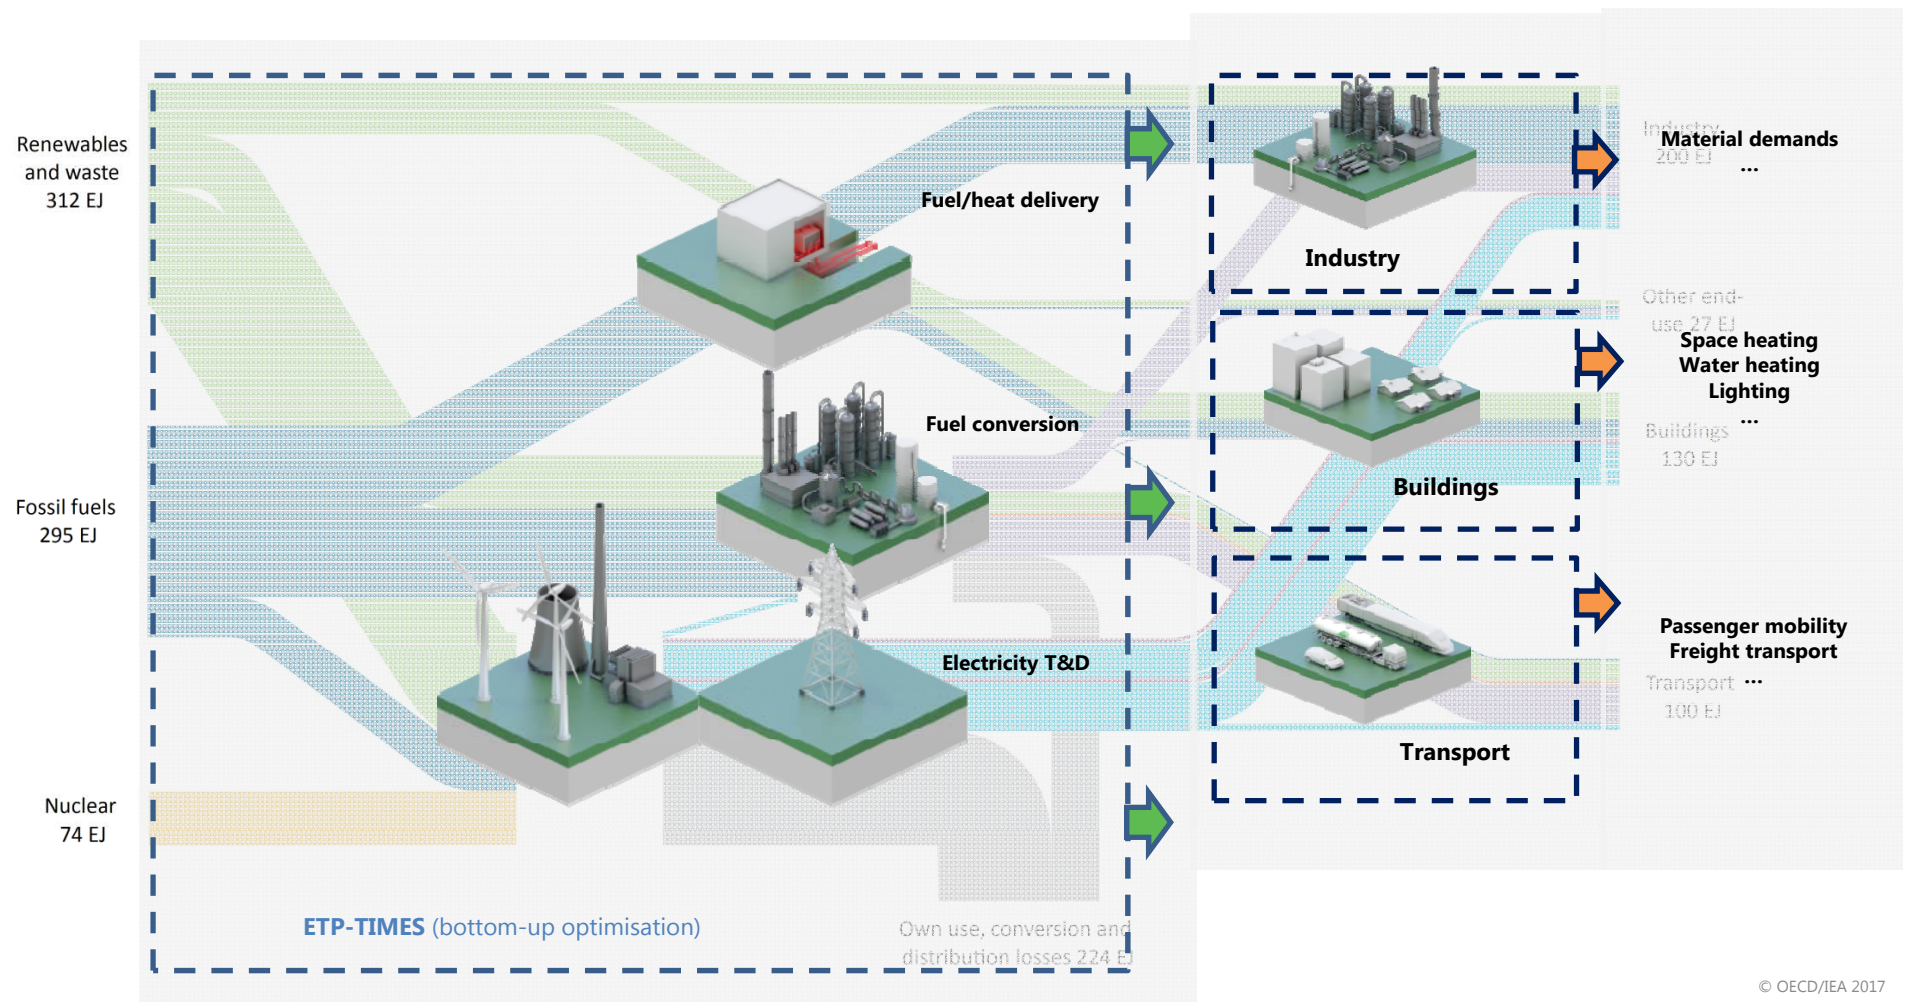 Renewables
and waste
312 EJ
Fossil fuels
295 EJ
Nuclear
74 EJ
Fuel/heat delivery
Fuel conversion
Electricity T&D
ETP-TIMES (bottom-up optimisation)
Own use, conversion and
distribution losses 224 EJ
Industry
Buildings
Transport
Industry
200 EJ
Material demands
...
Other end-
use 27 EJ
Space heating
Water heating
Lighting
...
Buildings
130 EJ
Passenger mobility
Freight transport
...
Transport
100 EJ
© OECD/IEA 2017